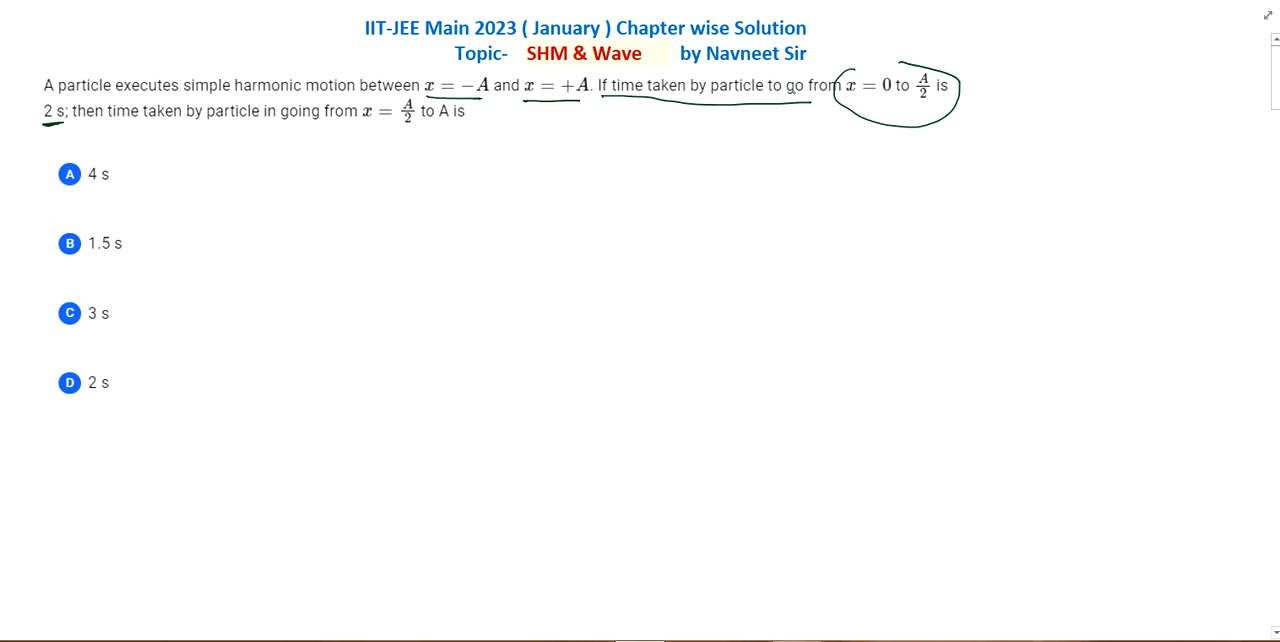 IIT-JEE Main 2023 ( January ) Chapter wise Solution
Topic- SHM & Wave by Navneet Sir
A particle executes simple harmonic motion between x = −A and x = +A. If time taken by particle to go from x = 0 to A/2 is
2 s; then time taken by particle in going from x = A/2 to A is
A 4 s
B 1.5 s
C 3 s
D 2 s